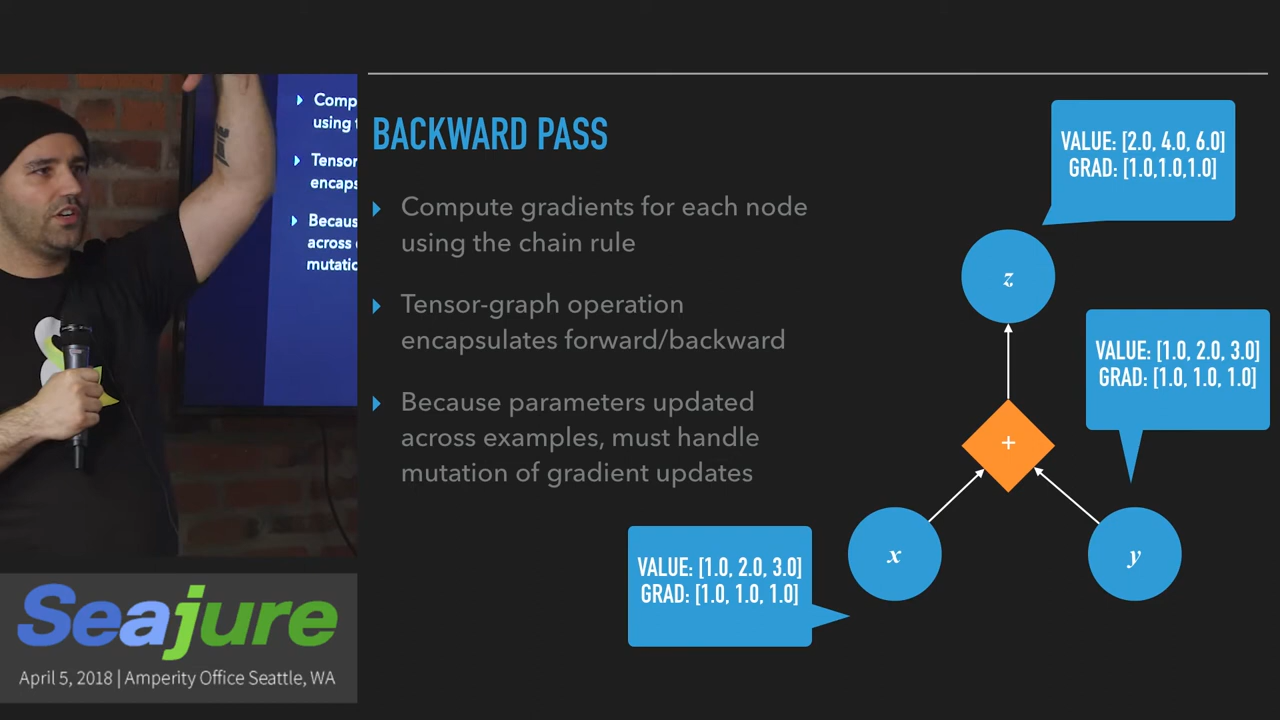 Comp
using t
Tensor
encaps
Becaus
across
mutatio
BACKWARD PASS
Compute gradients for each node
using the chain rule
Tensor-graph operation
encapsulates forward/backward
Because parameters updated
across examples, must handle
mutation of gradient updates
VALUE: [2.0, 4.0, 6.0]
GRAD: [1.0,1.0,1.0]
z
VALUE: [1.0, 2.0, 3.0]
GRAD: [1.0, 1.0, 1.0]
+
x
y
VALUE: [1.0, 2.0, 3.0]
GRAD: [1.0, 1.0, 1.0]
Seajure
April 5, 2018 | Amperity Office Seattle, WA